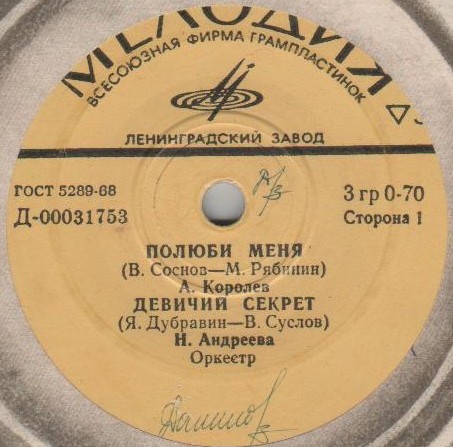 МЕЛОДИЯ
ВСЕСОЮЗНАЯ ФИРМА ГРАМПЛАСТИНОК
ЛЕНИНГРАДСКИЙ ЗАВОД
ГОСТ 5289-68
3 гр 0-70
Д-00031753
Сторона 1
ПОЛЮБИ МЕНЯ
(В. Соснов—М. Рябинин)
А. Королев
ДЕВИЧИЙ СЕКРЕТ
(Я. Дубравин—В. Суслов)
Н. Андреева
Оркестр